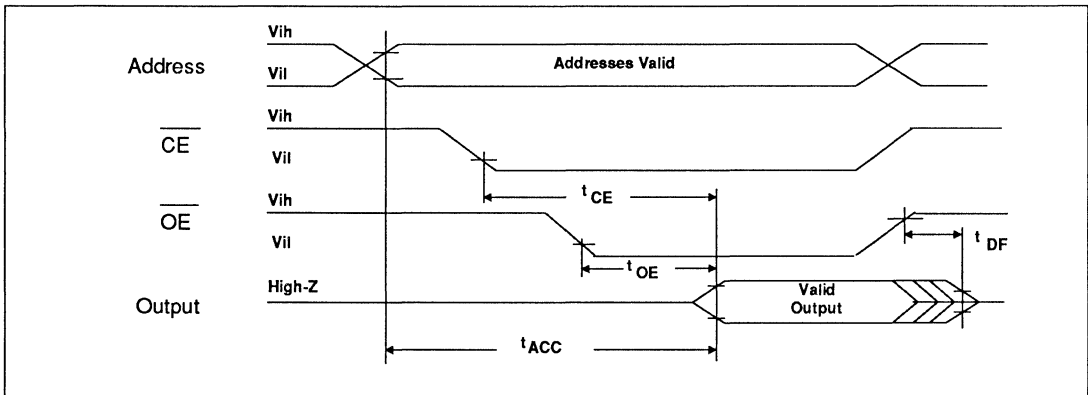 Address
Vih
Vil
Addresses Valid
CE
Vih
Vil
t CE
OE
Vih
Vil
t OE
t DF
Output
High-Z
Valid
Output
t ACC